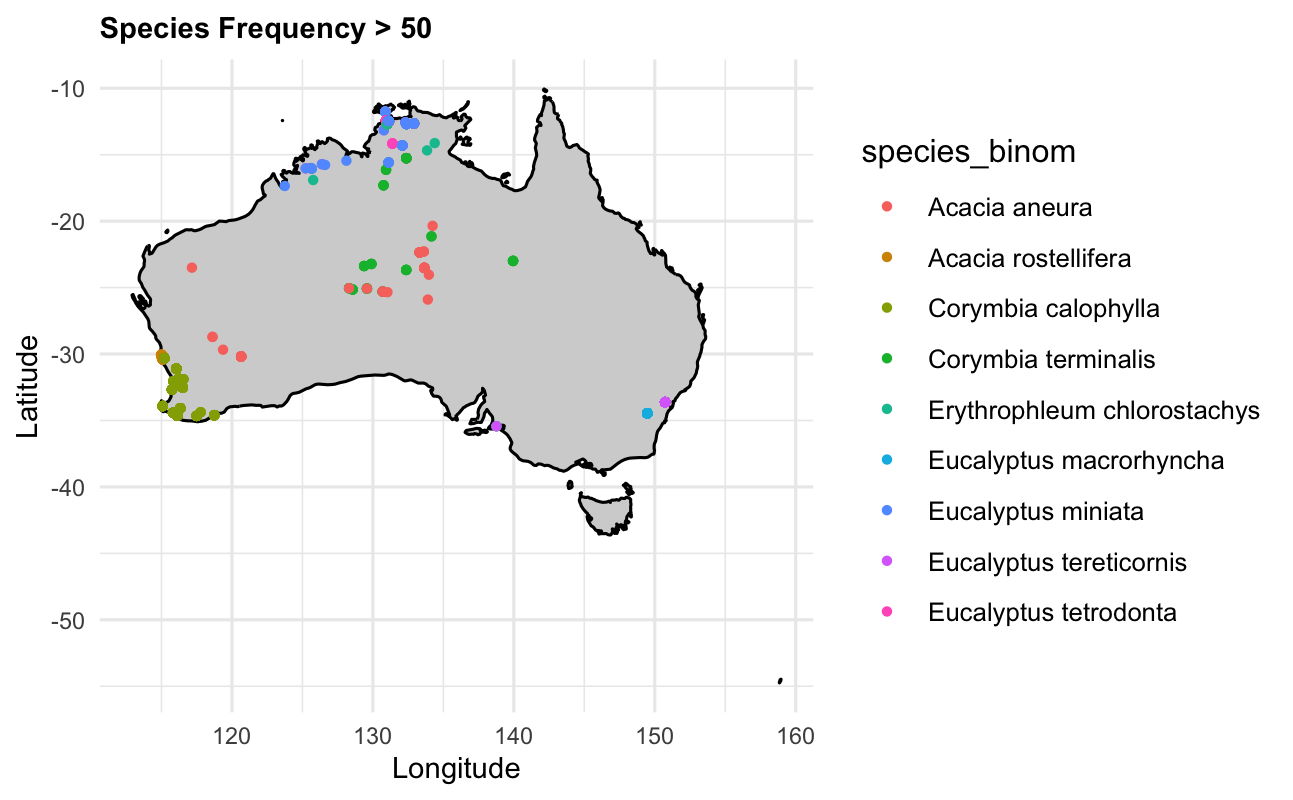 Species Frequency > 50
-10
-20
-30
-40
-50
Latitude
120 130 140 150 160
Longitude
species_binom
Acacia aneura
Acacia rostellifera
Corymbia calophylla
Corymbia terminalis
Erythrophleum chlorostachys
Eucalyptus macrorhyncha
Eucalyptus miniata
Eucalyptus tereticornis
Eucalyptus tetrodonta